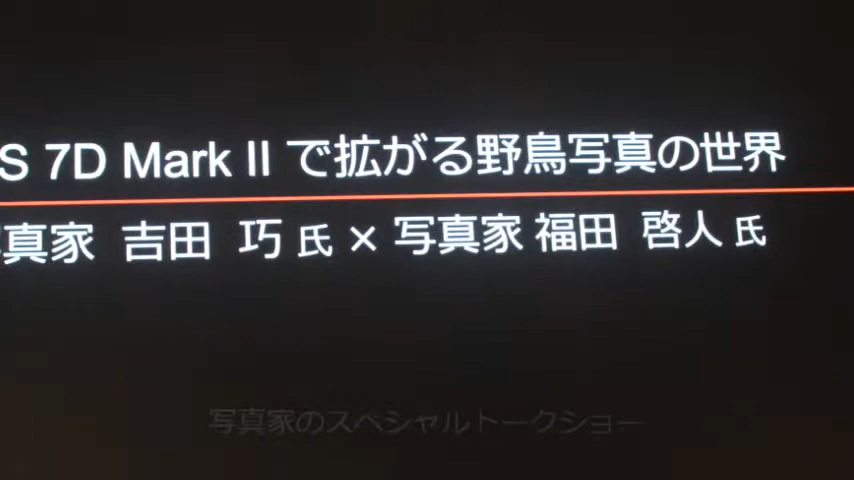 S 7D Mark II で拡がる野鳥写真の世界
写真家 吉田 巧 氏 × 写真家 福田 啓人 氏
写真家のスペシャルトークショー